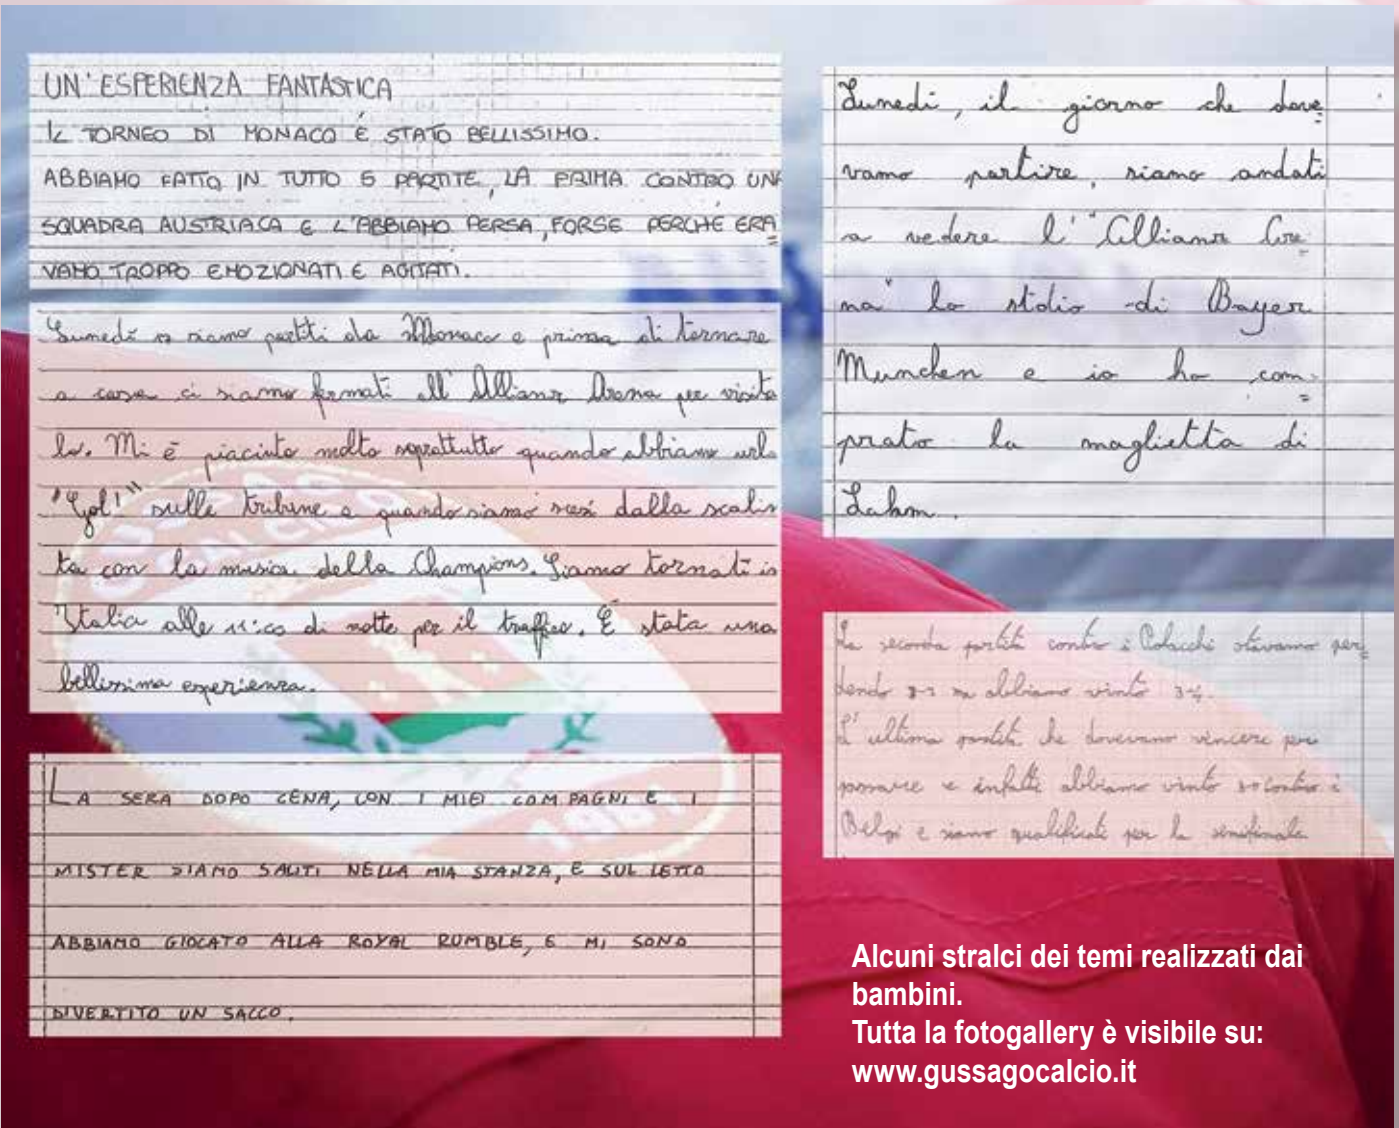 UN' ESPERIENZA FANTASTICA
IL TORNEO DI MONACO È STATO BELLISSIMO.
ABBIAMO FATTO IN TUTTO 5 PARTITE, LA PRIMA CONTRO UNA
SQUADRA AUSTRIACA E L'ABBIAMO PERSA, FORSE PERCHÉ ERA
VAMO TROPPO EMOZIONATI E AGITATI.
Lunedì siamo partiti da Monaco e prima di tornare
a casa ci siamo fermati all' Allianz Arena per visita
la. Mi è piaciuto molto soprattutto quando abbiamo url
"Gol!" sulle tribune e quando siamo scesi dalla scalin
ta con la musica della Champions. Siamo tornati in
Italia alle di notte per il traffico. È stata una
bellissima esperienza.
LA SERA DOPO CENA, CON I MIEI COMPAGNI E I
MISTER SIAMO SALITI NELLA MIA STANZA, E SUL LETTO
ABBIAMO GIOCATO ALLA ROYAL RUMBLE, E MI SONO
DIVERTITO UN SACCO.
Lunedì, il giorno che dove=
vamo partire, siamo andati
a vedere l' "Allianz Are=
na" lo stadio di Bayer
Munchen e io ho com=
prato la maglietta di
Lahm.
La seconda partita contro i Polacchi stavamo per=
dendo ma abbiamo vinto 3-4.
L' ultima partita che dovevamo vincere per
passare e infatti abbiamo vinto contro i
Belgi e siamo qualificati per la semifinale
GUSSAGO
CALCIO
1981
Alcuni stralci dei temi realizzati dai
bambini.
Tutta la fotogallery è visibile su:
www.gussagocalcio.it